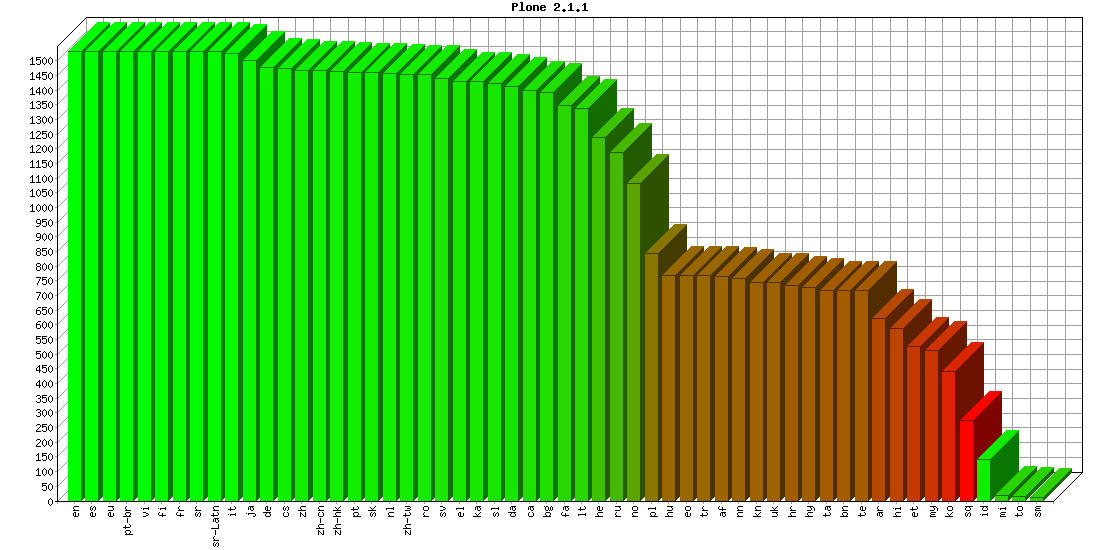 Plone 2.1.1
1500
1450
1400
1350
1300
1250
1200
1150
1100
1050
1000
950
900
850
800
750
700
650
600
550
500
450
400
350
300
250
200
150
100
50
0
en
es
eu
pt-br
vi
fi
fr
sr
sr-Latn
it
ja
de
cs
zh
zh-cn
zh-hk
pt
sk
nl
zh-tw
ro
sv
el
ka
sl
da
ca
bg
fa
lt
he
ru
no
pl
hu
eo
tr
af
nn
kn
uk
hr
hy
ta
bn
te
ar
hi
et
my
ko
sq
id
mi
to
sm